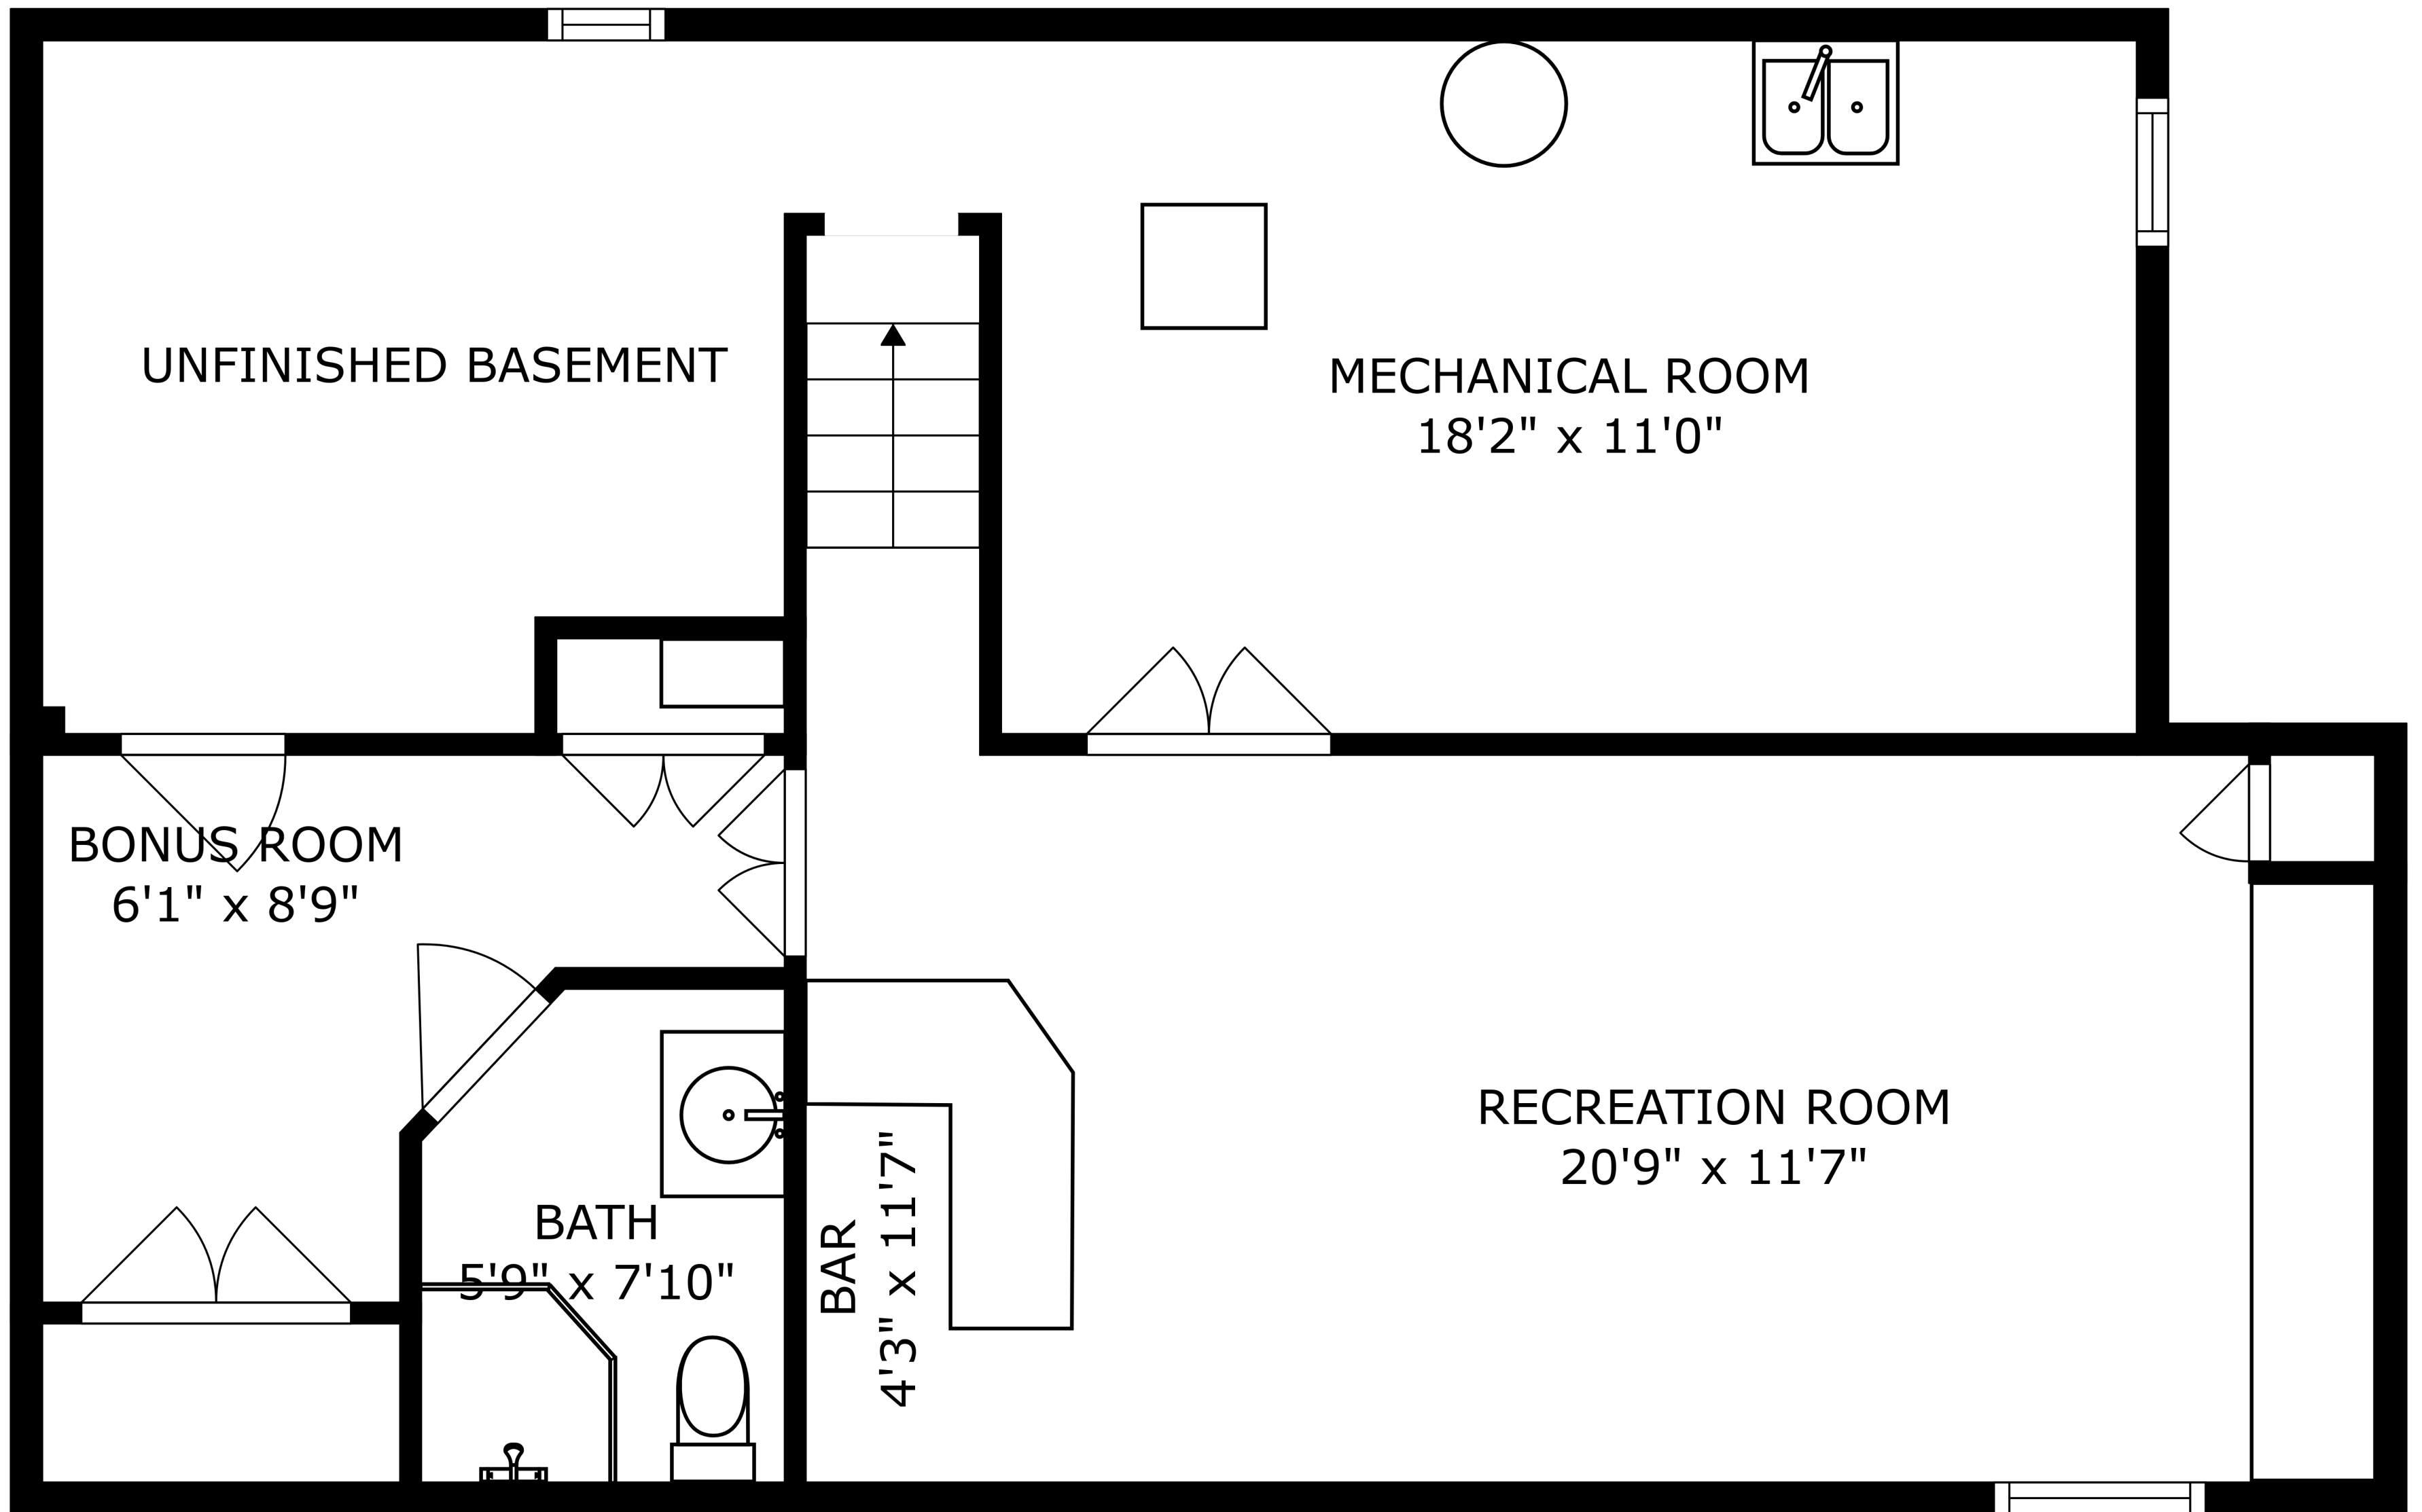 UNFINISHED BASEMENT
MECHANICAL ROOM
18'2" x 11'0"
BONUS ROOM
6'1" x 8'9"
RECREATION ROOM
20'9" x 11'7"
BATH
5'9" x 7'10"
BAR
4'3" x 11'7"